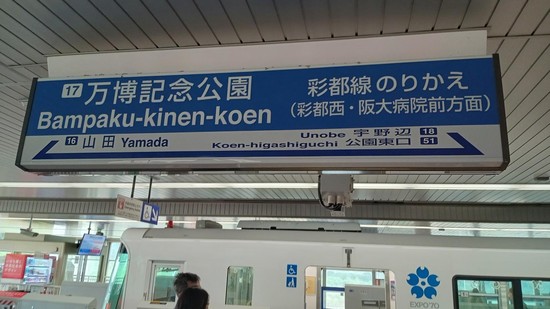 17 万博記念公園
Bampaku-kinen-koen
彩都線 のりかえ
(彩都西・阪大病院前方面)
16 山田 Yamada
Unobe 宇野辺 18
Koen-higashiguchi 公園東口 51
EXPO'70